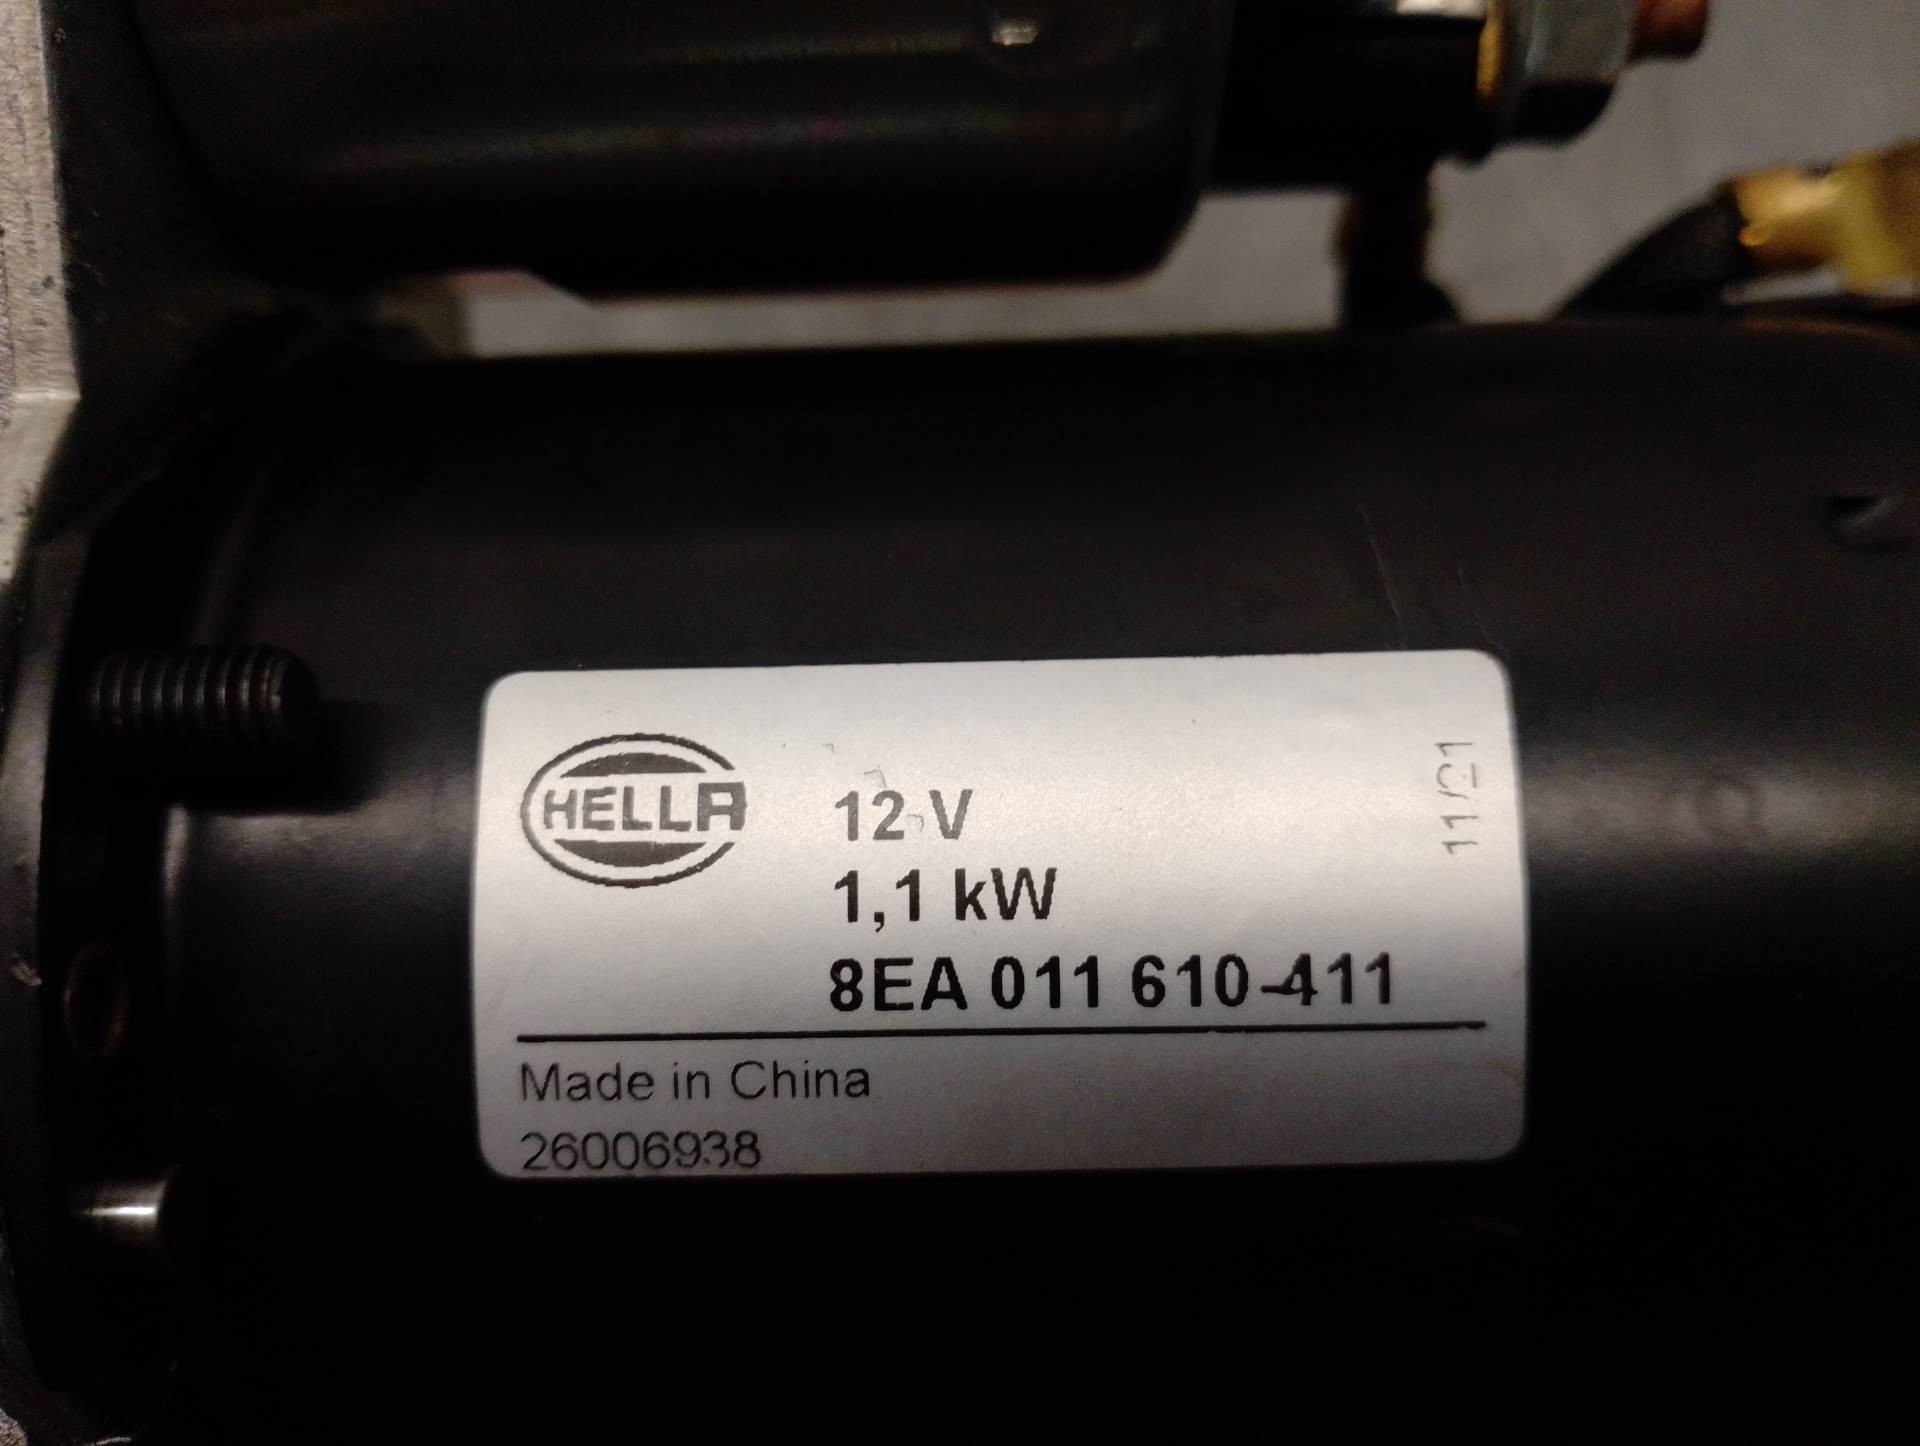 HELLA
12 V
1,1 kW
8EA 011 610-411
11/21
Made in China
26006938